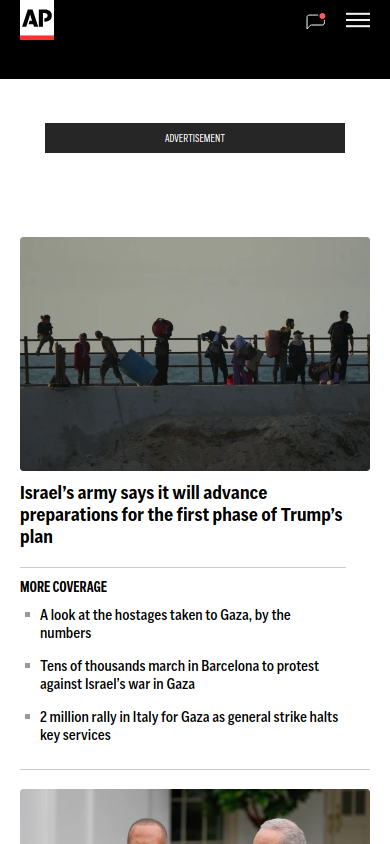 AP
ADVERTISEMENT
Israel's army says it will advance
preparations for the first phase of Trump's
plan
MORE COVERAGE
A look at the hostages taken to Gaza, by the
numbers
Tens of thousands march in Barcelona to protest
against Israel's war in Gaza
2 million rally in Italy for Gaza as general strike halts
key services